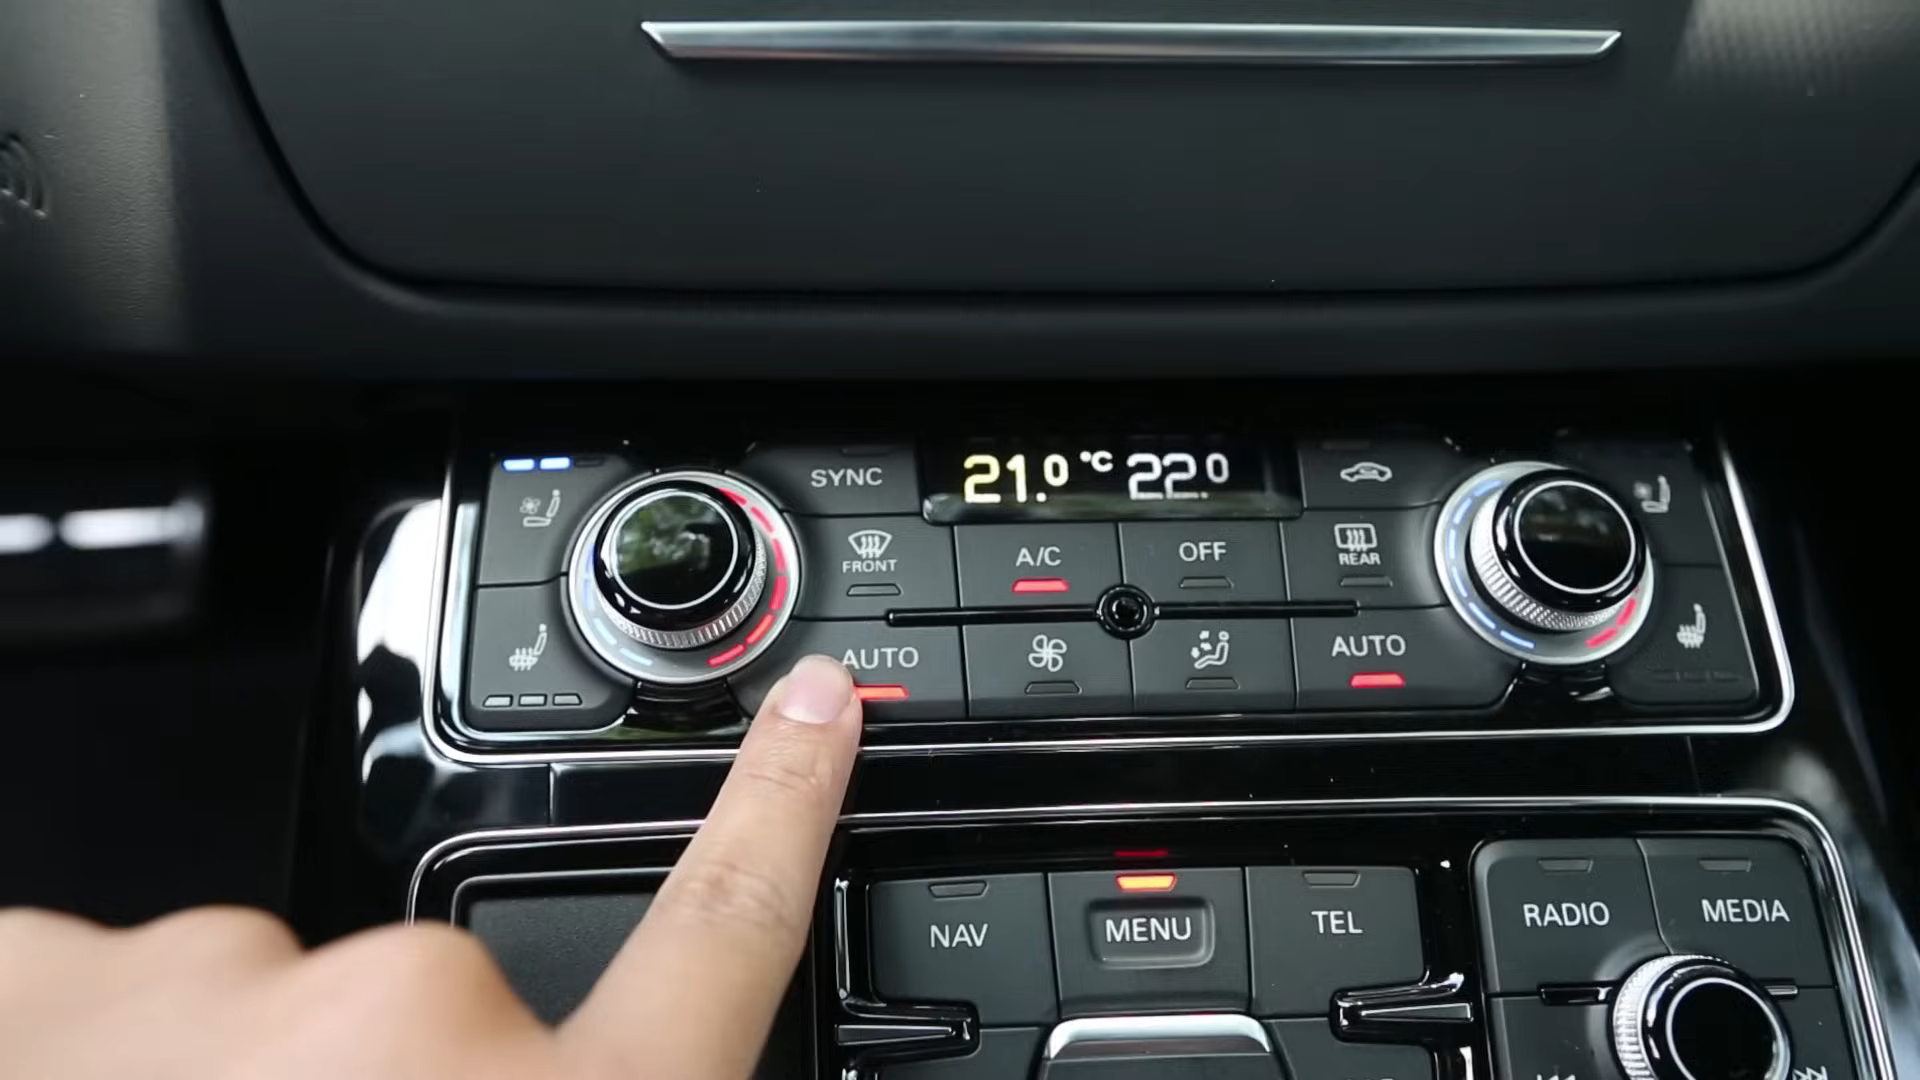 SYNC
21.0 °C 22.0
FRONT
A/C
OFF
REAR
AUTO
AUTO
NAV
MENU
TEL
RADIO
MEDIA